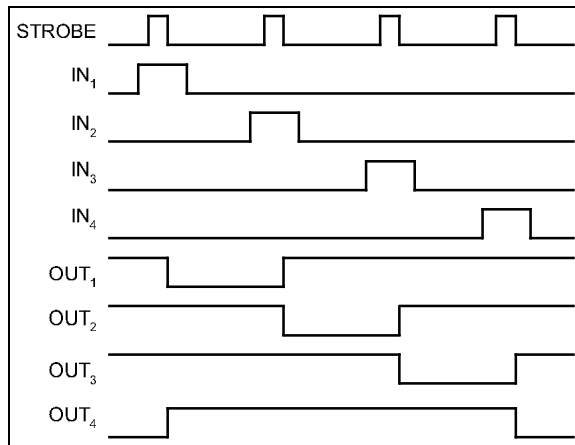 STROBE
IN₁
IN₂
IN₃
IN₄
OUT₁
OUT₂
OUT₃
OUT₄